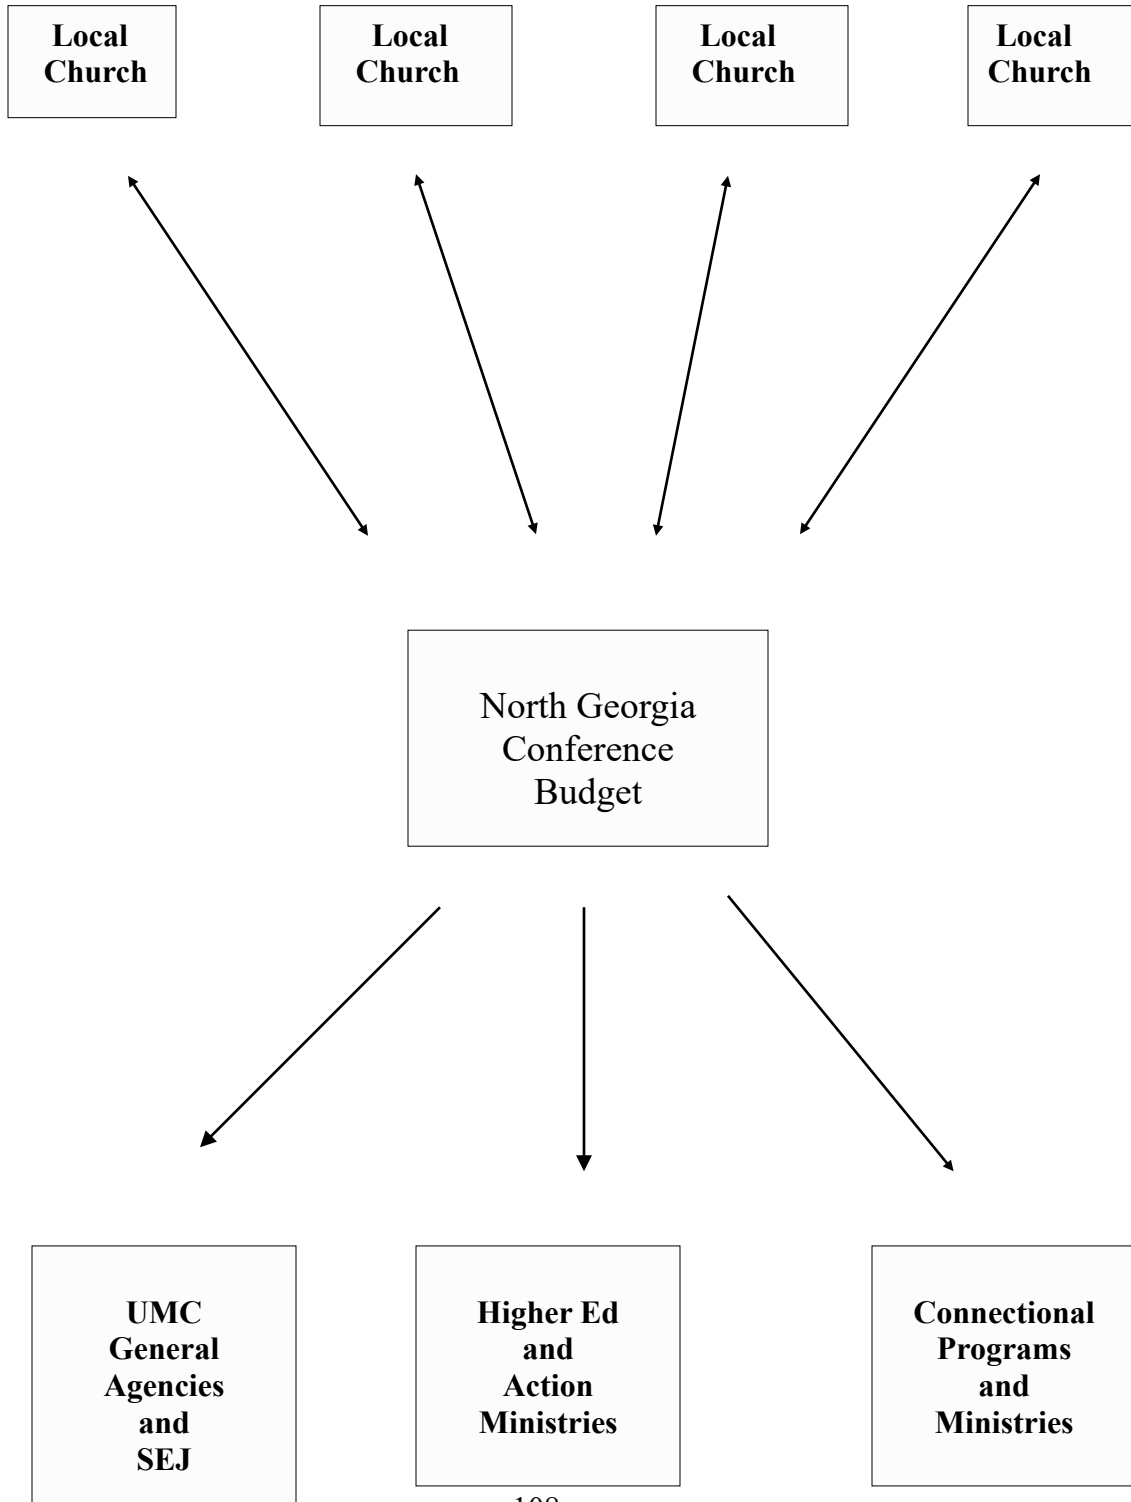 Local
Church
Local
Church
Local
Church
Local
Church
North Georgia
Conference
Budget
UMC
General
Agencies
and
SEJ
Higher Ed
and
Action
Ministries
Connectional
Programs
and
Ministries
108